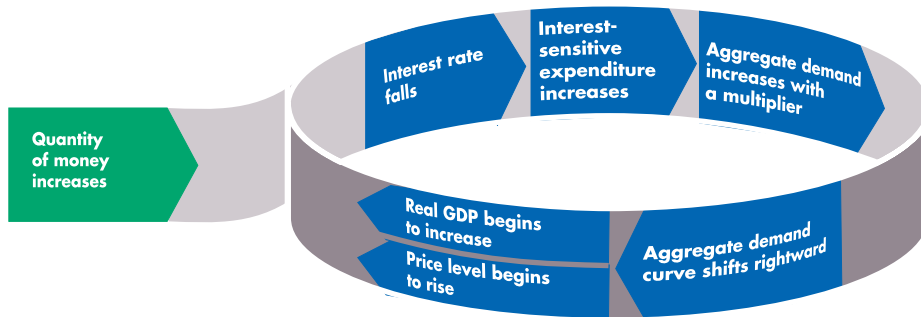 Quantity
of money
increases
Interest rate
falls
Interest-
sensitive
expenditure
increases
Aggregate demand
increases with
a multiplier
Aggregate demand
curve shifts rightward
Real GDP begins
to increase
Price level begins
to rise